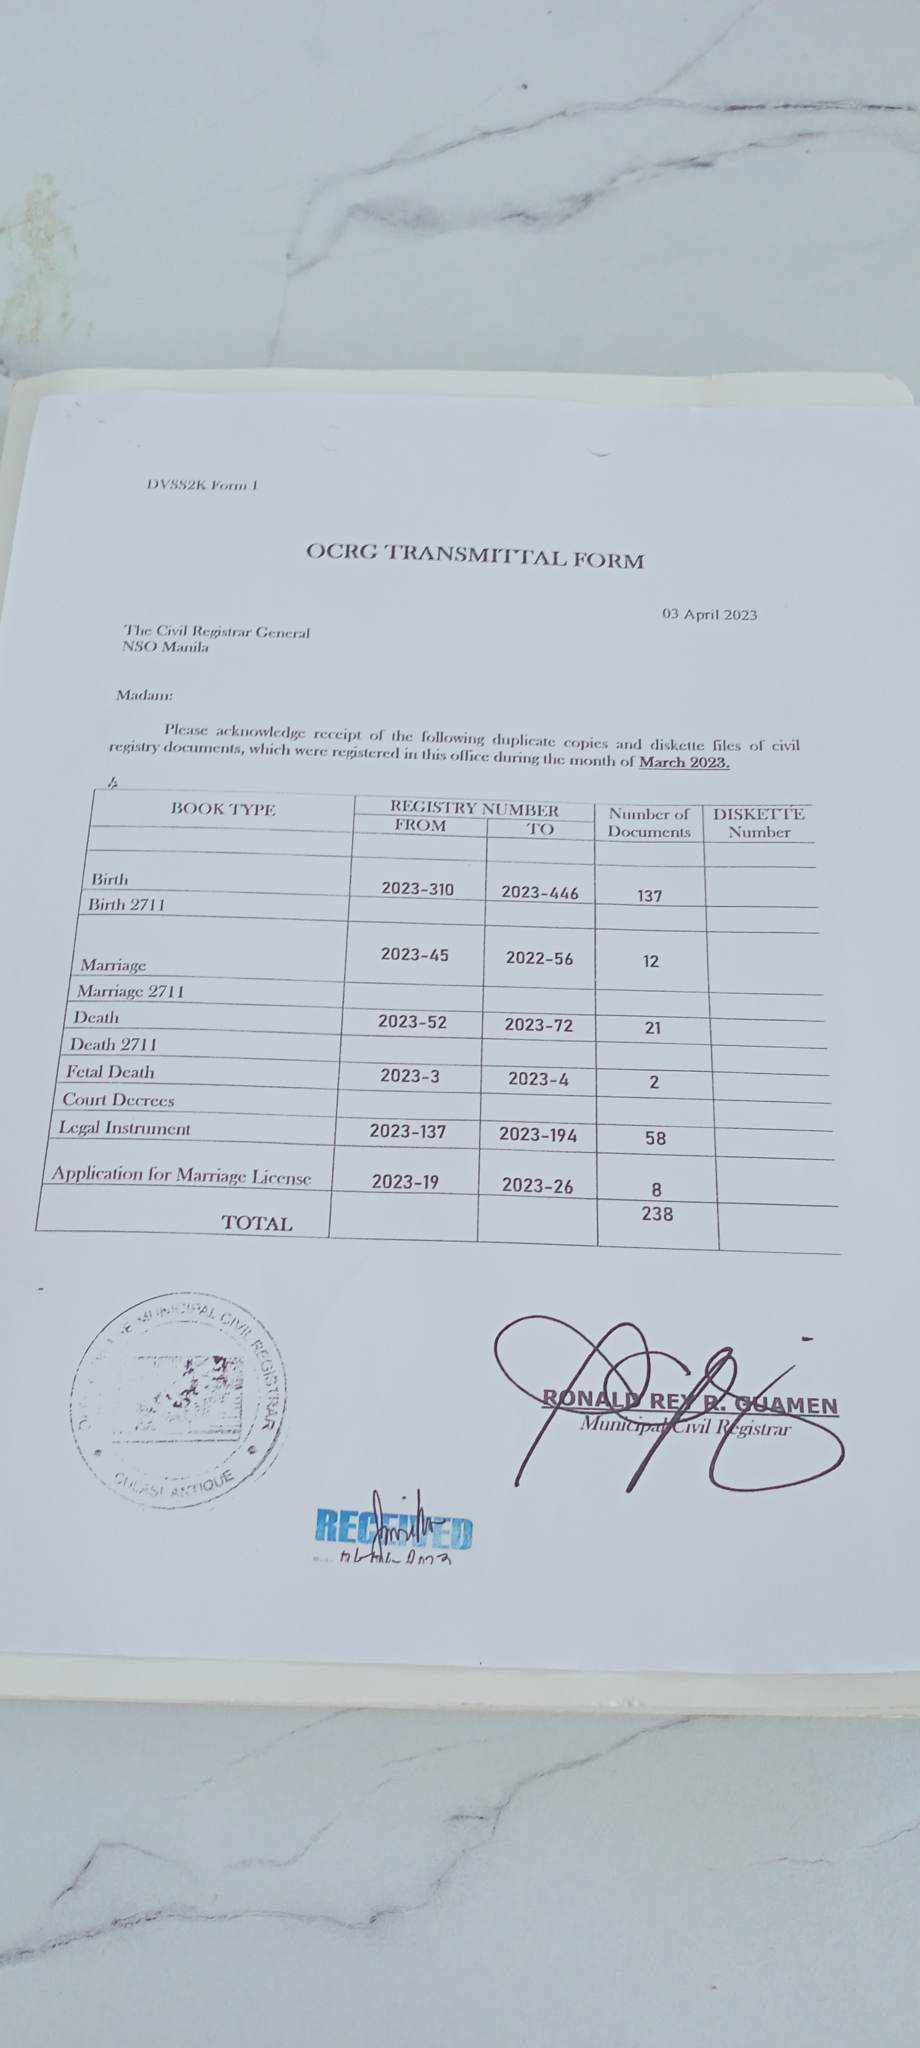 DVSS2K Form 1
OCRG TRANSMITTAL FORM
03 April 2023
The Civil Registrar General
NSO Manila
Madam:
Please acknowledge receipt of the following duplicate copies and diskette files of civil
registry documents, which were registered in this office during the month of March 2023.
BOOK TYPE REGISTRY NUMBER Number of Documents DISKETTE Number
FROM TO
Birth 2023-310 2023-446 137
Birth 2711
Marriage 2023-45 2022-56 12
Marriage 2711
Death 2023-52 2023-72 21
Death 2711
Fetal Death 2023-3 2023-4 2
Court Decrees
Legal Instrument 2023-137 2023-194 58
Application for Marriage License 2023-19 2023-26 8
TOTAL 238
MUNICIPAL CIVIL REGISTRAR
CULASI ANTIQUE
RONALD REY R. GUAMEN
Municipal Civil Registrar
RECEIVED